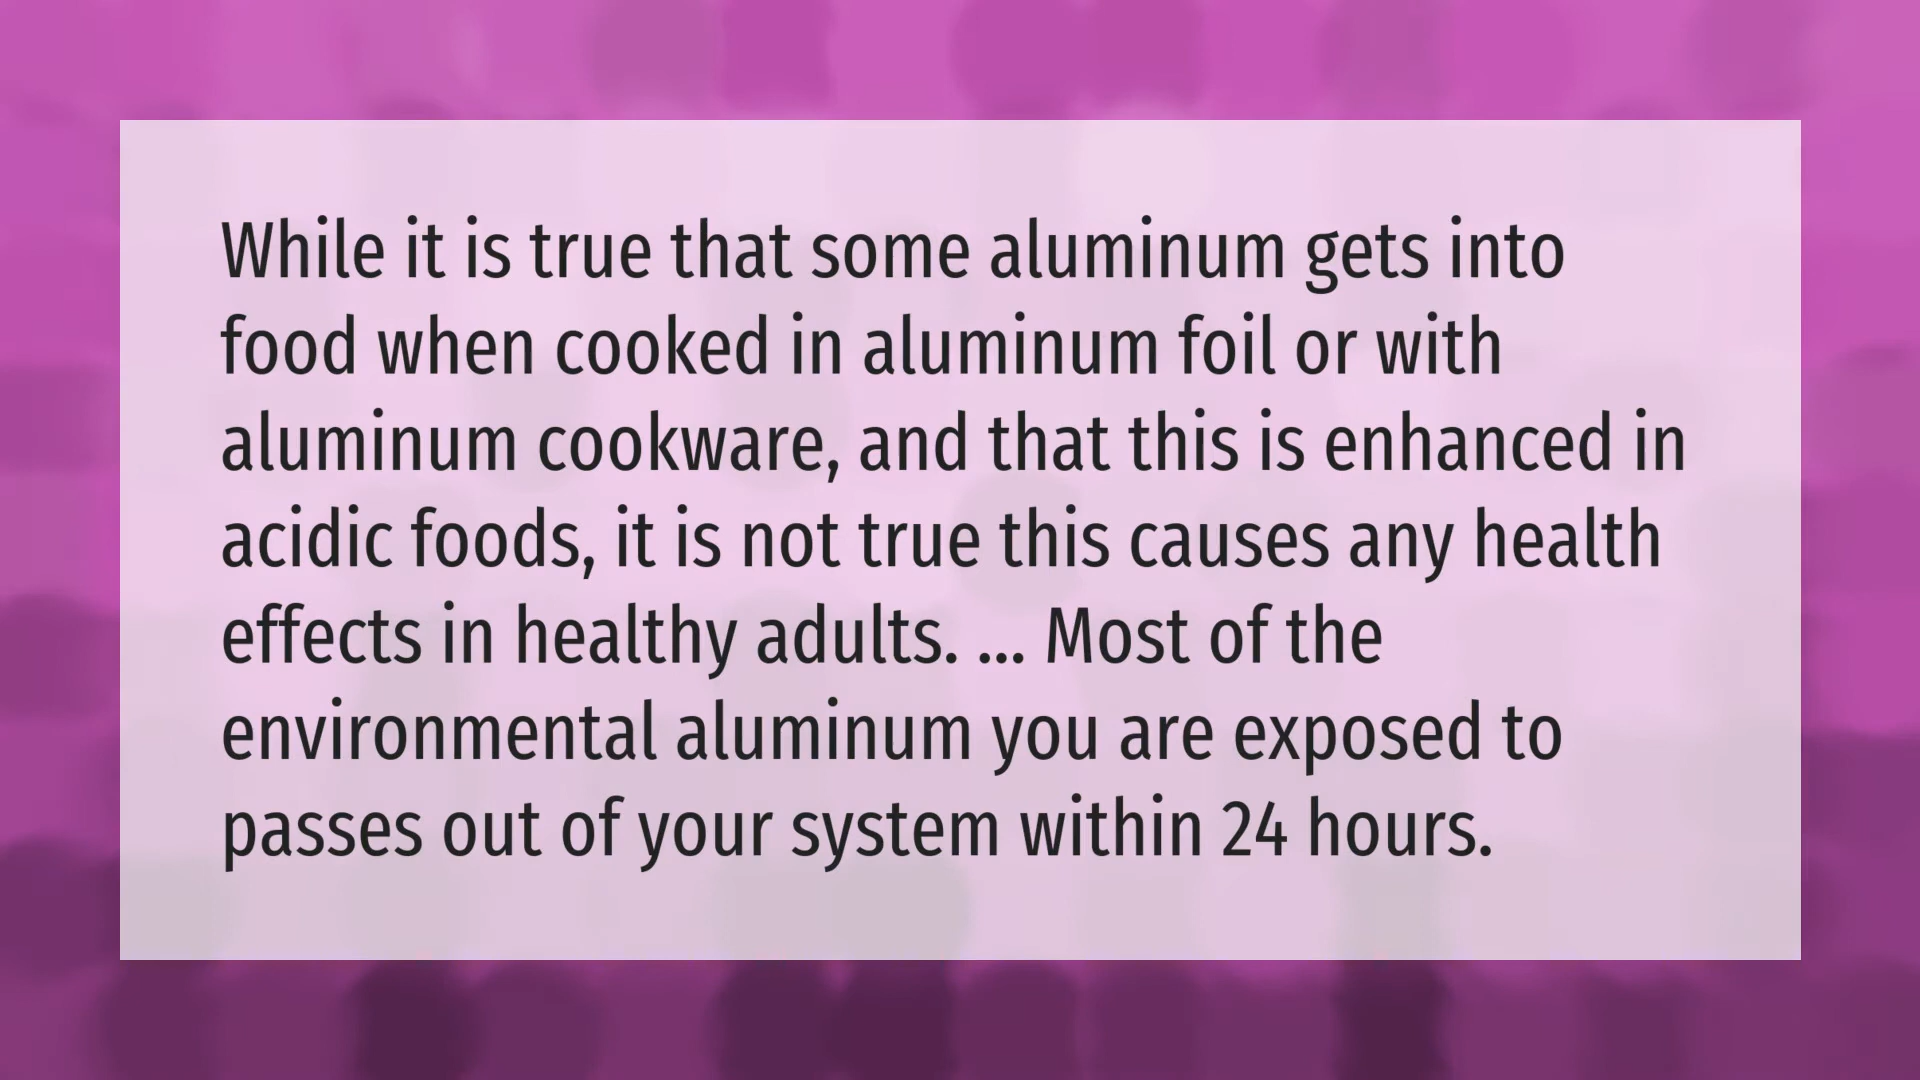 While it is true that some aluminum gets into
food when cooked in aluminum foil or with
aluminum cookware, and that this is enhanced in
acidic foods, it is not true this causes any health
effects in healthy adults. ... Most of the
environmental aluminum you are exposed to
passes out of your system within 24 hours.